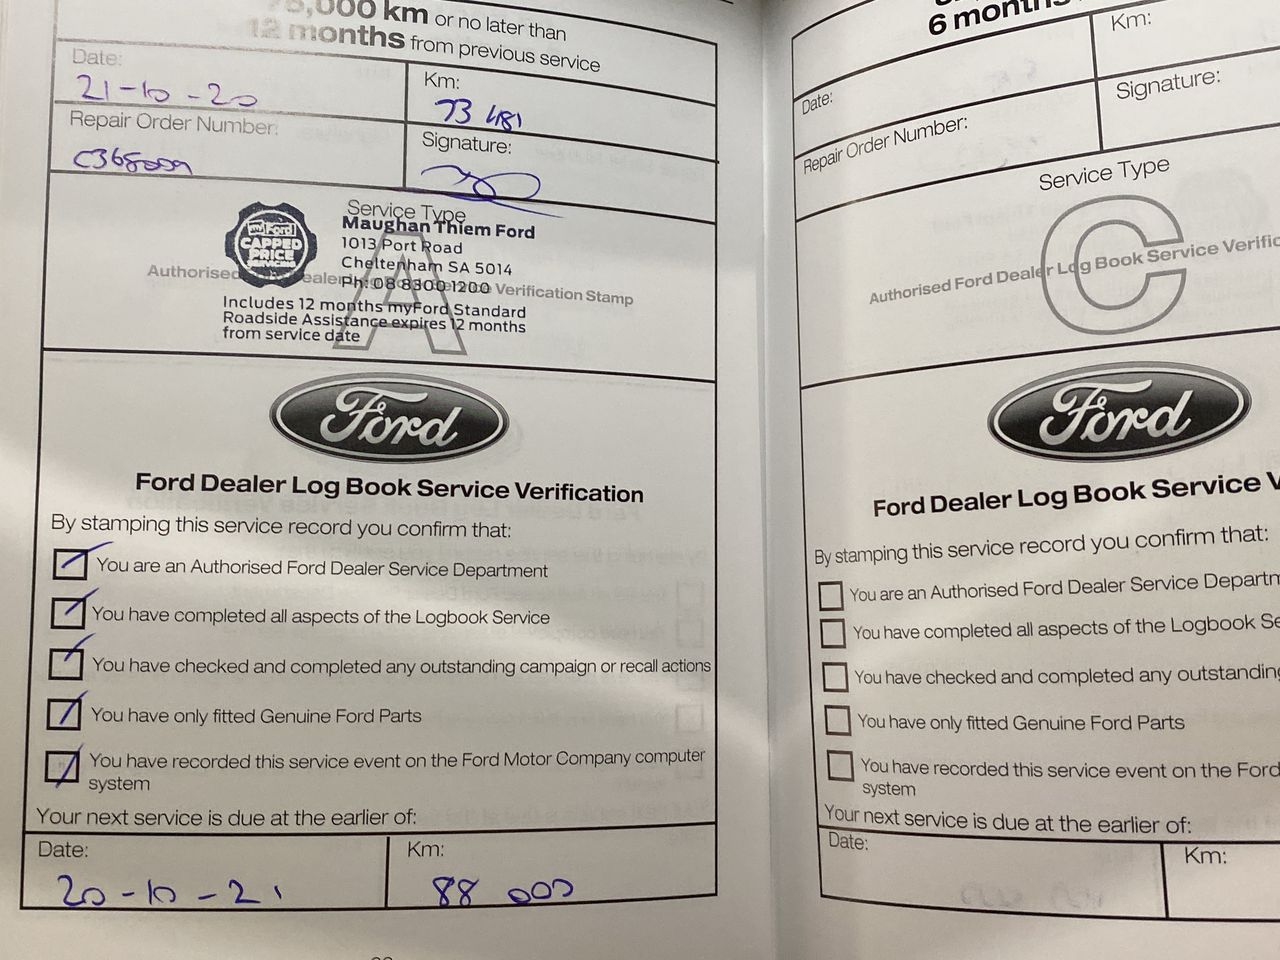 75,000 km or no later than
12 months from previous service
Date:
21-10-20
Km:
73 481
Repair Order Number:
C368009
Signature:
Service Type
A
myFord
CAPPED
PRICE
SERVICING
Maughan Thiem Ford
1013 Port Road
Cheltenham SA 5014
Ph: 08 8300 1200
Authorised Dealer Service Verification Stamp
Includes 12 months myFord Standard
Roadside Assistance expires 12 months
from service date
Ford
Ford Dealer Log Book Service Verification
By stamping this service record you confirm that:
You are an Authorised Ford Dealer Service Department
You have completed all aspects of the Logbook Service
You have checked and completed any outstanding campaign or recall actions
You have only fitted Genuine Ford Parts
You have recorded this service event on the Ford Motor Company computer
system
Your next service is due at the earlier of:
Date:
20-10-21
Km:
88 000
6 months
Km:
Date:
Signature:
Repair Order Number:
Service Type
C
Authorised Ford Dealer Log Book Service Verific
Ford
Ford Dealer Log Book Service V
By stamping this service record you confirm that:
You are an Authorised Ford Dealer Service Departm
You have completed all aspects of the Logbook Se
You have checked and completed any outstanding
You have only fitted Genuine Ford Parts
You have recorded this service event on the Ford
system
Your next service is due at the earlier of:
Date:
Km: